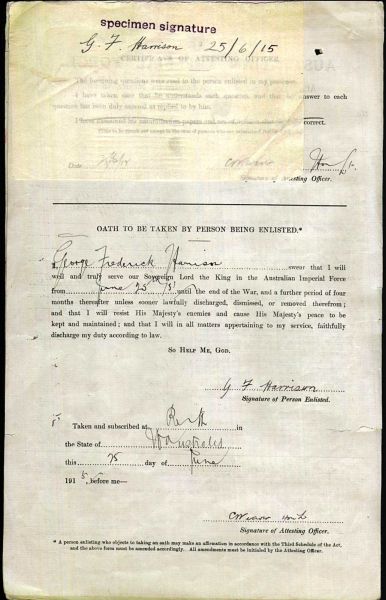 specimen signature
G. F. Harrison 25/6/15
CERTIFICATE OF ATTESTING OFFICER.
The foregoing questions were read to the person enlisted in my presence.
I have taken care that he understands each question, and that his answer to each
question has been duly entered as replied to by him.
I have examined his naturalization papers and am of opinion that they are correct.
Date
Signature of Attesting Officer.
OATH TO BE TAKEN BY PERSON BEING ENLISTED.*
I, George Frederick Harrison swear that I will
well and truly serve our Sovereign Lord the King in the Australian Imperial Force
from June 25th 15 until the end of the War, and a further period of four
months thereafter unless sooner lawfully discharged, dismissed, or removed therefrom; and
that I will resist His Majesty's enemies and cause His Majesty's peace to be
kept and maintained; and that I will in all matters appertaining to my service, faithfully
discharge my duty according to law.
SO HELP ME, GOD.
G F Harrison
Signature of Person Enlisted.
Taken and subscribed at Perth in
the State of W Australia
this 25 day of June
1915, before me—
Signature of Attesting Officer.
* A person enlisting who objects to taking an oath may make an affirmation in accordance with the Third Schedule of the Act,
and the above form must be amended accordingly. All amendments must be initialed by the Attesting Officer.